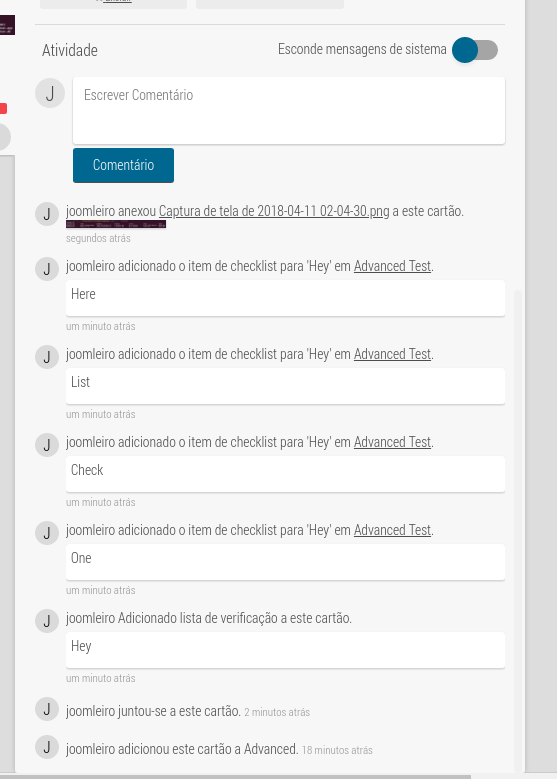 Atividade
Esconde mensagens de sistema
J
Escrever Comentário
Comentário
J
joomleiro anexou Captura de tela de 2018-04-11 02-04-30.png a este cartão.
segundos atrás
J
joomleiro adicionado o item de checklist para 'Hey' em Advanced Test.
Here
um minuto atrás
J
joomleiro adicionado o item de checklist para 'Hey' em Advanced Test.
List
um minuto atrás
J
joomleiro adicionado o item de checklist para 'Hey' em Advanced Test.
Check
um minuto atrás
J
joomleiro adicionado o item de checklist para 'Hey' em Advanced Test.
One
um minuto atrás
J
joomleiro Adicionado lista de verificação a este cartão.
Hey
um minuto atrás
J
joomleiro juntou-se a este cartão. 2 minutos atrás
J
joomleiro adicionou este cartão a Advanced. 18 minutos atrás